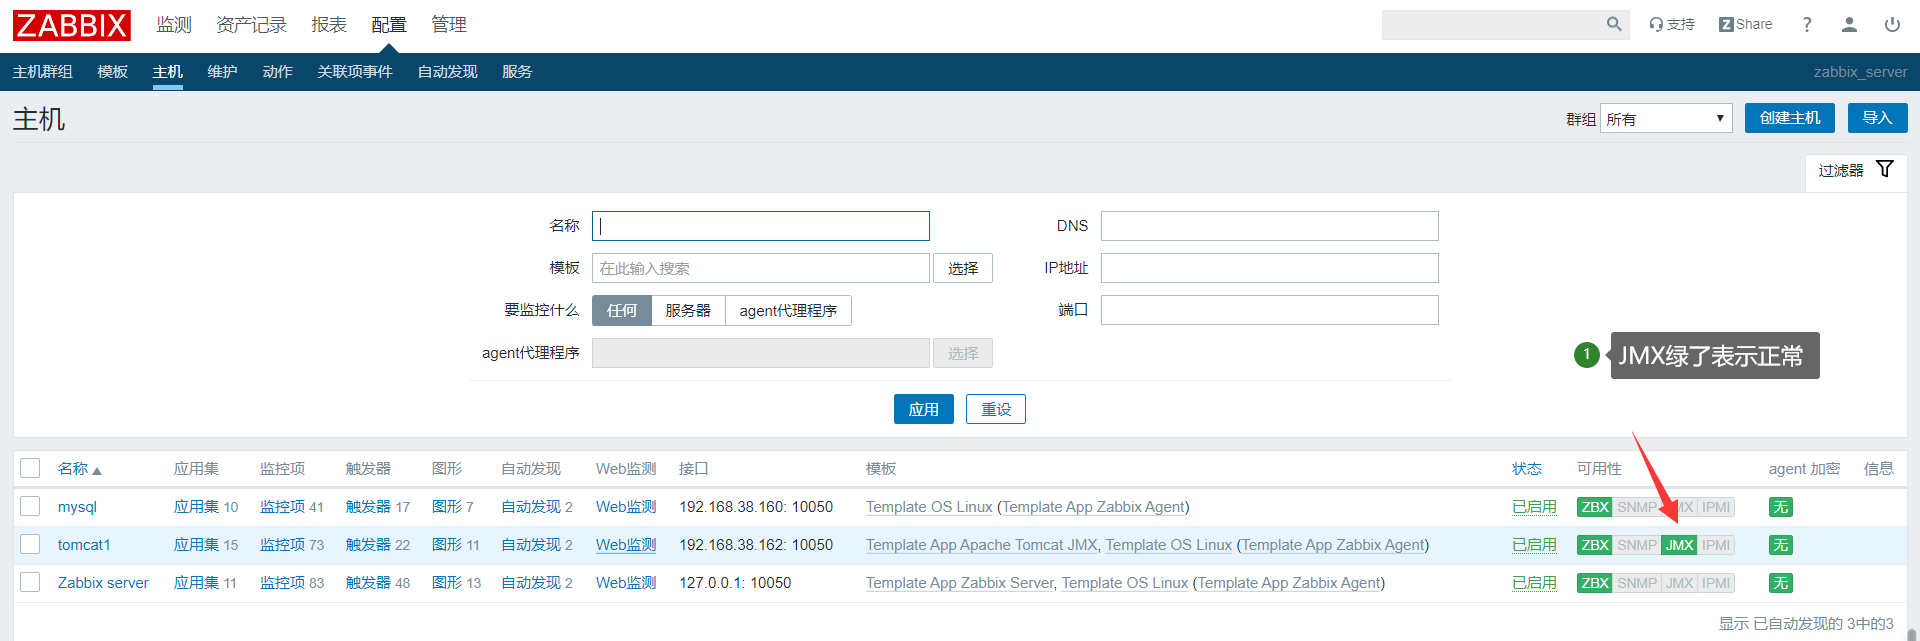 ZABBIX 监测 资产记录 报表 配置 管理 支持 Z Share ?
主机群组 模板 主机 维护 动作 关联项事件 自动发现 服务 zabbix_server
主机 群组 所有 创建主机 导入
过滤器
名称 DNS
模板 在此输入搜索 选择 IP地址
要监控什么 任何 服务器 agent代理程序 端口
agent代理程序 选择
1 JMX绿了表示正常
应用 重设
名称 应用集 监控项 触发器 图形 自动发现 Web监测 接口 模板 状态 可用性 agent 加密 信息
mysql 应用集 10 监控项 41 触发器 17 图形 7 自动发现 2 Web监测 192.168.38.160: 10050 Template OS Linux (Template App Zabbix Agent) 已启用 ZBX SNMP JMX IPMI 无
tomcat1 应用集 15 监控项 73 触发器 22 图形 11 自动发现 2 Web监测 192.168.38.162: 10050 Template App Apache Tomcat JMX, Template OS Linux (Template App Zabbix Agent) 已启用 ZBX SNMP JMX IPMI 无
Zabbix server 应用集 11 监控项 83 触发器 48 图形 13 自动发现 2 Web监测 127.0.0.1: 10050 Template App Zabbix Server, Template OS Linux (Template App Zabbix Agent) 已启用 ZBX SNMP JMX IPMI 无
显示 已自动发现的 3中的3